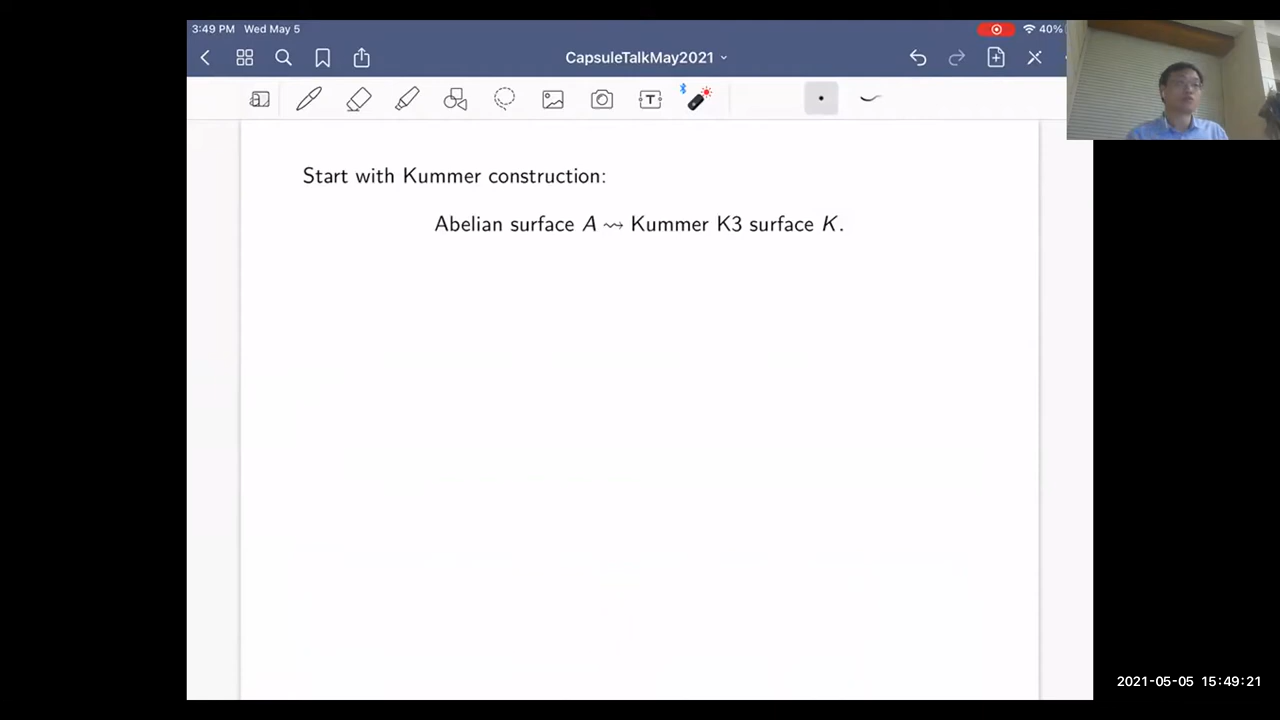 3:49 PM Wed May 5
40%
CapsuleTalkMay2021
T
Start with Kummer construction:
Abelian surface A ⇝ Kummer K3 surface K.
2021-05-05 15:49:21